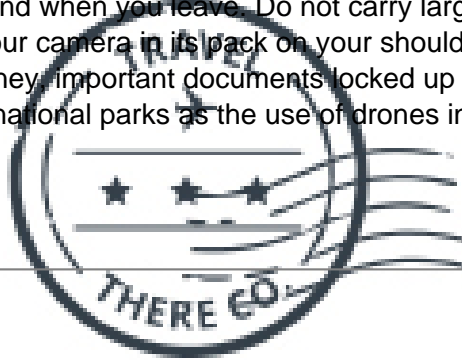 nd when you leave. Do not carry larg
ur camera in its pack on your should
ney, important documents locked up
national parks as the use of drones in
TRAVEL
THERE CO.